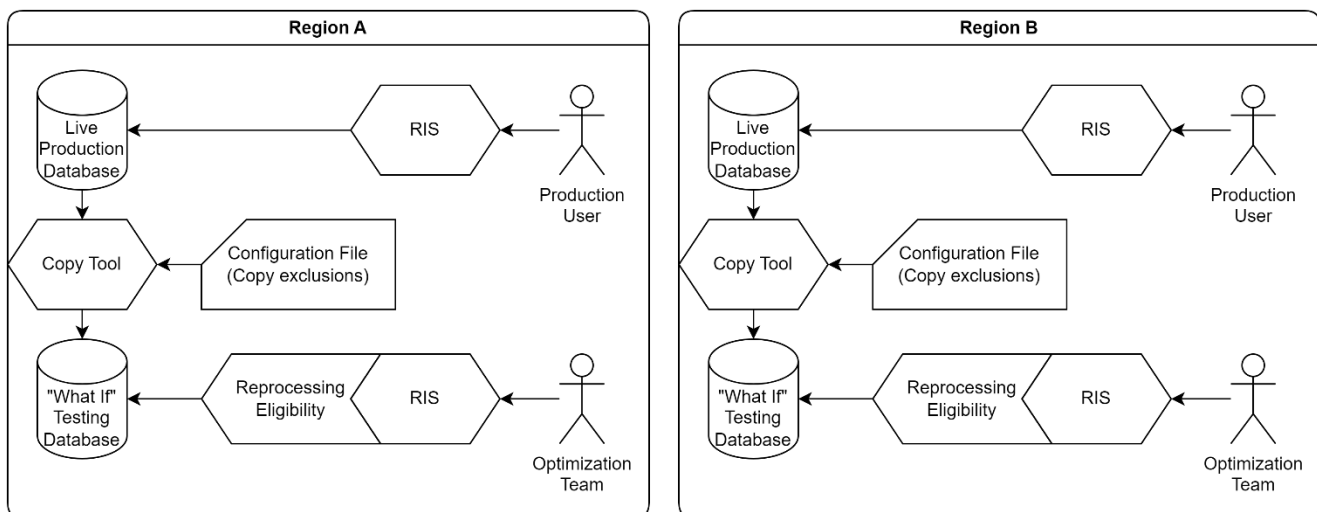 Region A
Live
Production
Database
RIS
Production
User
Copy Tool
Configuration File
(Copy exclusions)
"What If"
Testing
Database
Reprocessing
Eligibility
RIS
Optimization
Team
Region B
Live
Production
Database
RIS
Production
User
Copy Tool
Configuration File
(Copy exclusions)
"What If"
Testing
Database
Reprocessing
Eligibility
RIS
Optimization
Team